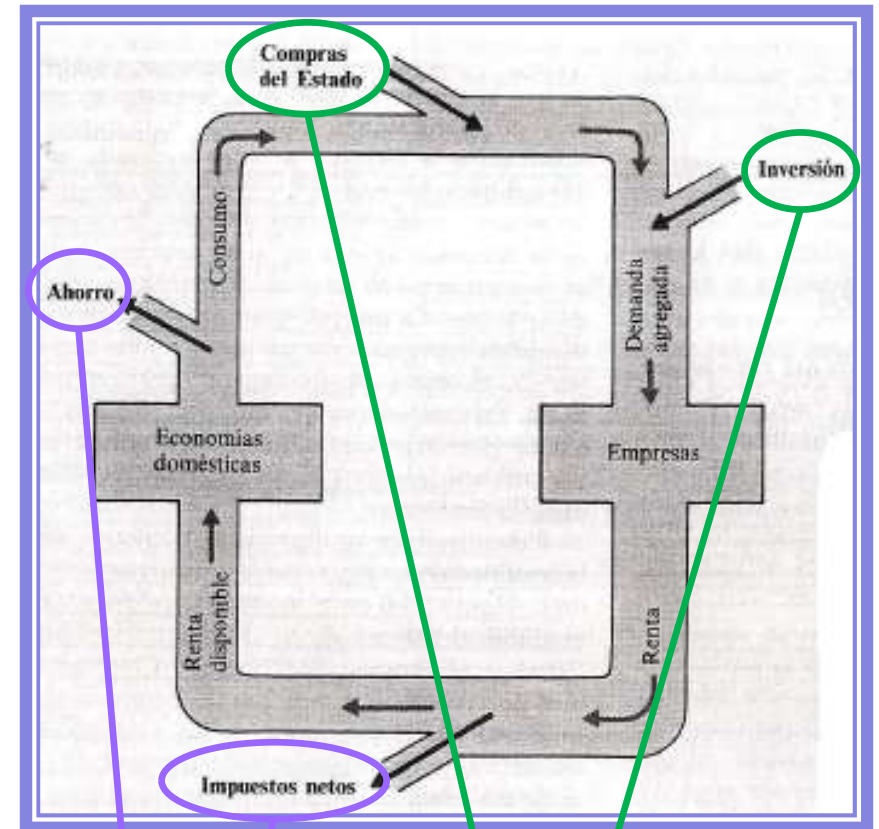 Compras
del Estado
Inversión
Consumo
Ahorro
Demanda
agregada
Economías
domésticas
Empresas
Renta
disponible
Renta
Impuestos netos